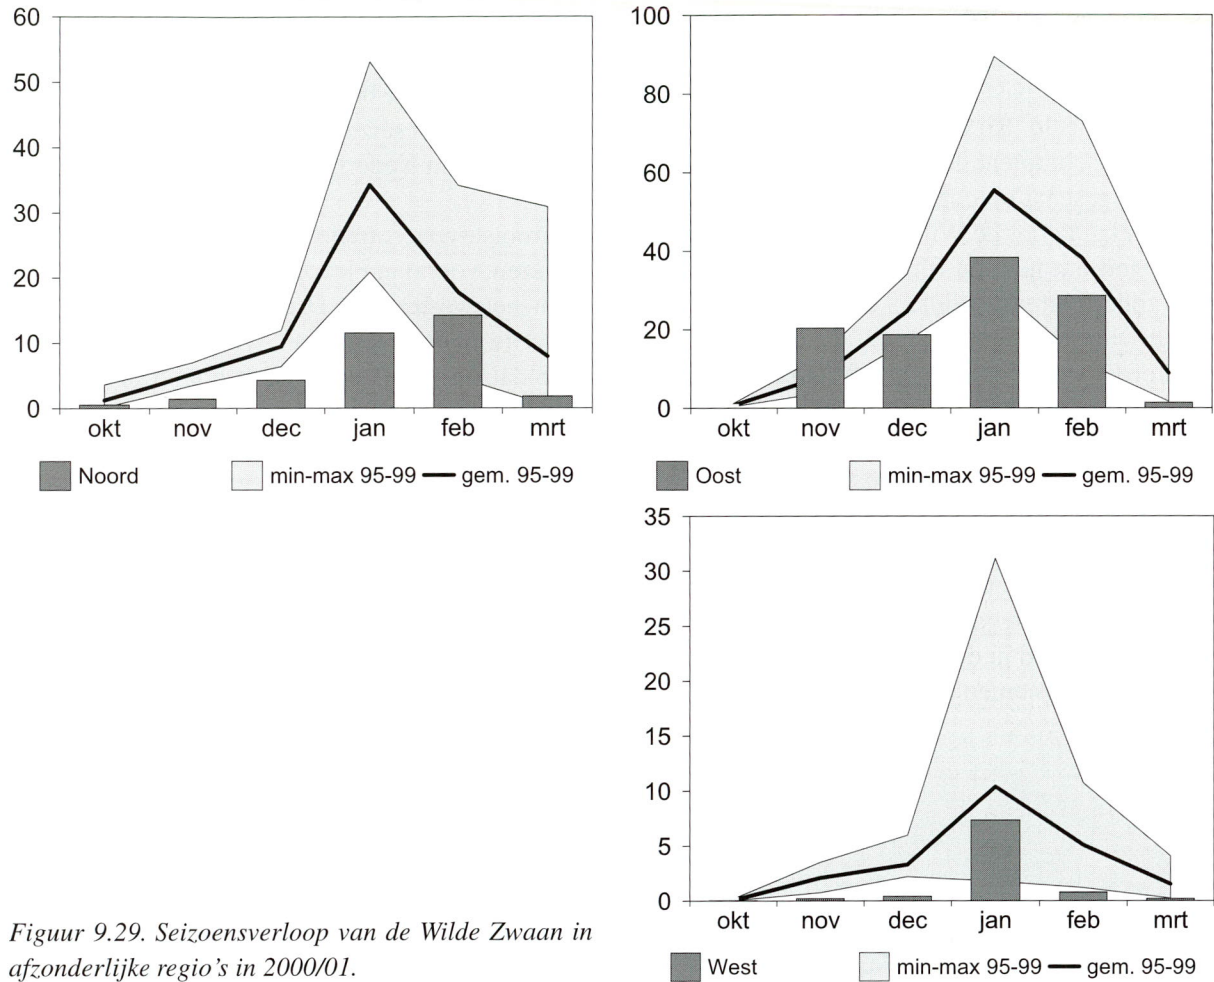 60
50
40
30
20
10
0
okt nov dec jan feb mrt
Noord min-max 95-99 gem. 95-99
100
80
60
40
20
0
okt nov dec jan feb mrt
Oost min-max 95-99 gem. 95-99
35
30
25
20
15
10
5
0
okt nov dec jan feb mrt
West min-max 95-99 gem. 95-99
Figuur 9.29. Seizoensverloop van de Wilde Zwaan in
afzonderlijke regio's in 2000/01.